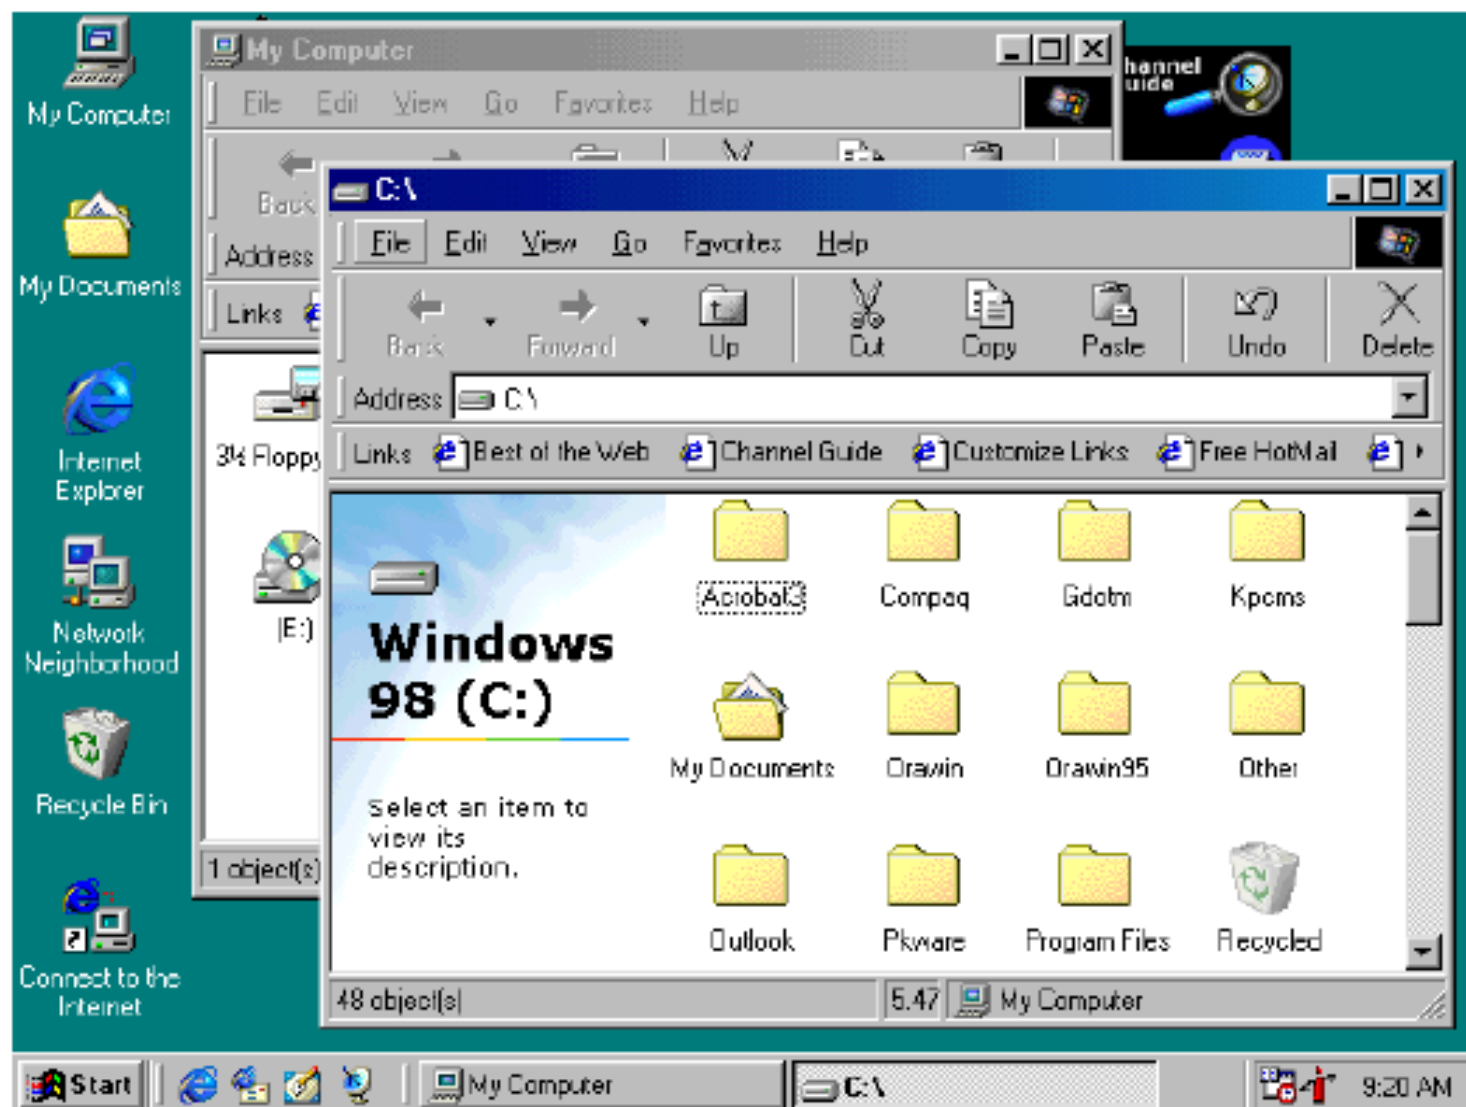 My Computer
My Documents
Internet
Explorer
Network
Neighborhood
Recycle Bin
Connect to the
Internet
My Computer
File Edit View Go Favorites Help
Back
Address
Links
3½ Floppy
(E:)
1 object(s)
hannel
uide
C:\
File Edit View Go Favorites Help
Back Forward Up Cut Copy Paste Undo Delete
Address C:\
Links Best of the Web Channel Guide Customize Links Free HotMail
Windows
98 (C:)
Select an item to
view its
description.
Acrobat3 Compaq Gdotm Kpcms
My Documents Orawin Orawin95 Other
Outlook Pkware Program Files Recycled
48 object(s) 5.47 My Computer
Start My Computer C:\ 9:20 AM